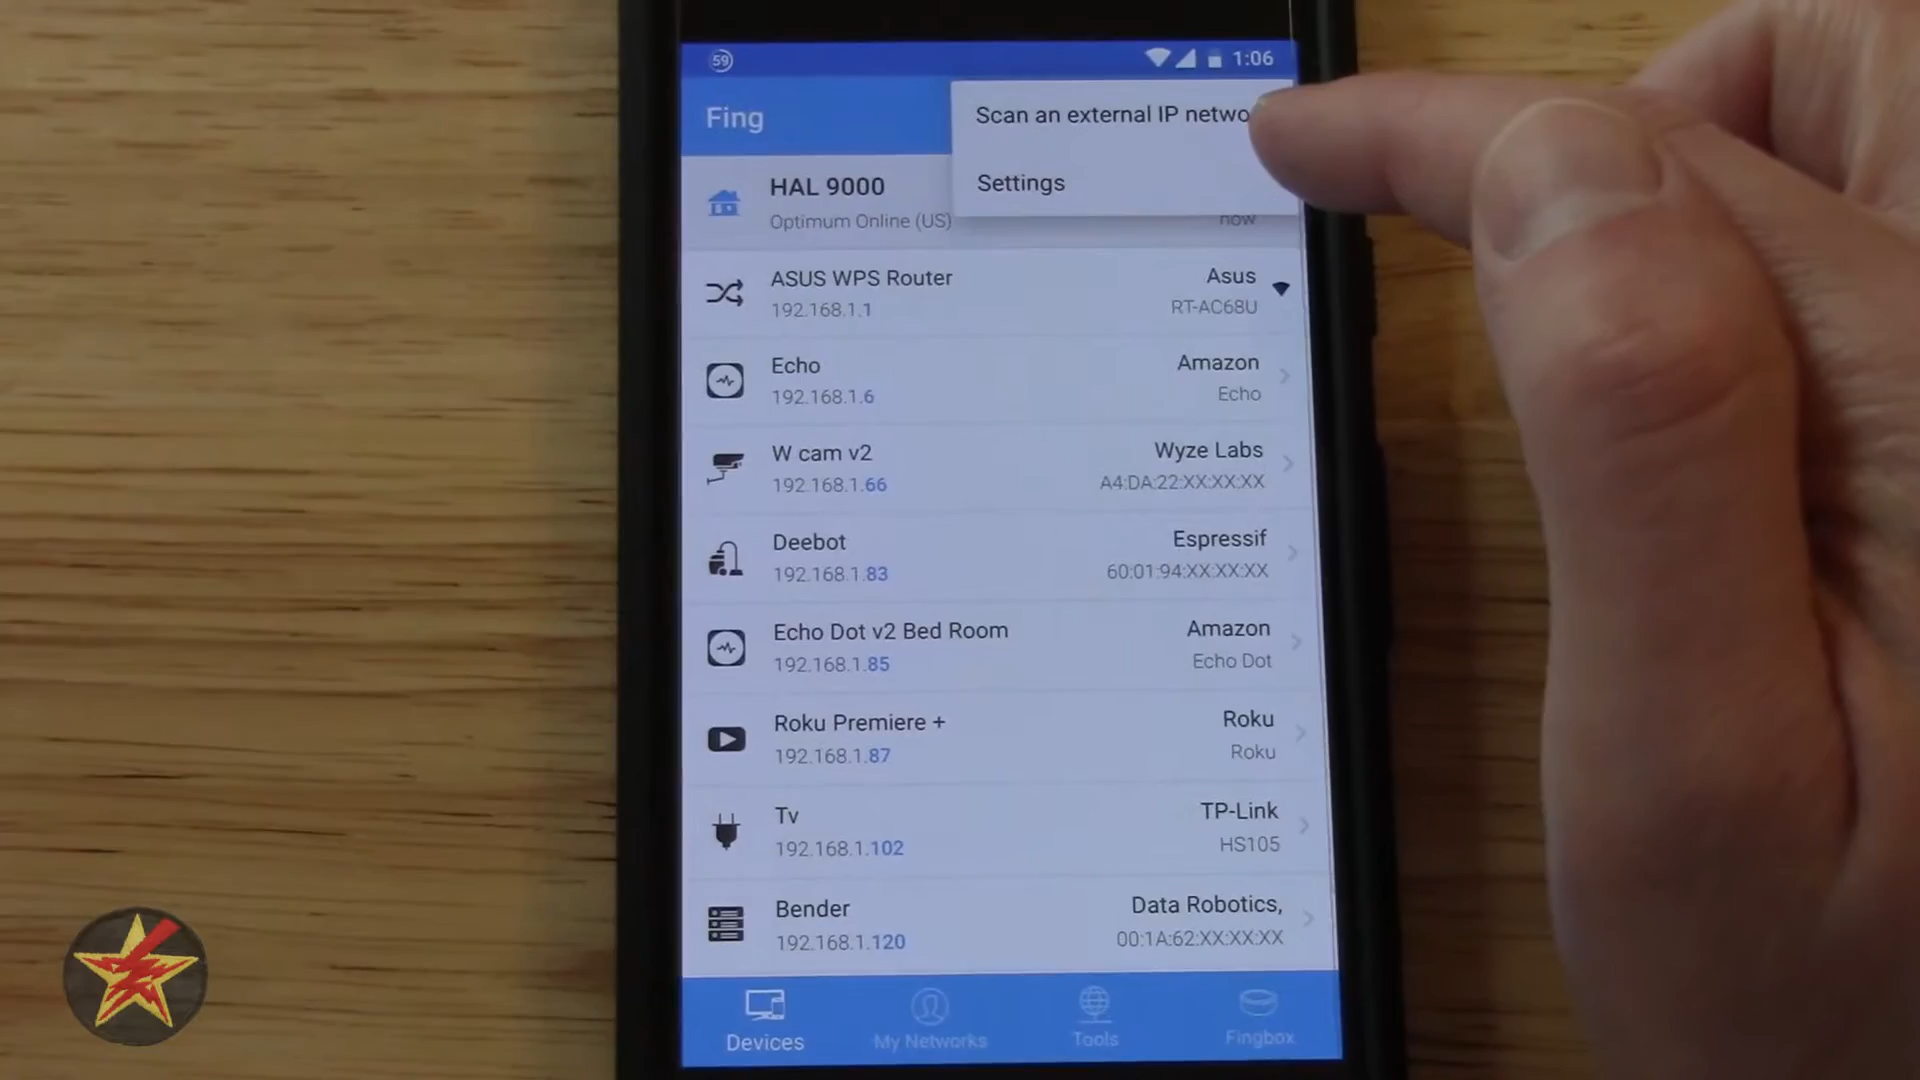 59
1:06
Fing
Scan an external IP
Settings
HAL 9000
Optimum Online (US)
now
ASUS WPS Router
Asus
192.168.1.1
RT-AC68U
Echo
Amazon
192.168.1.6
Echo
W cam v2
Wyze Labs
192.168.1.66
A4:DA:22:XX:XX:XX
Deebot
Espressif
192.168.1.83
60:01:94:XX:XX:XX
Echo Dot v2 Bed Room
Amazon
192.168.1.85
Echo Dot
Roku Premiere +
Roku
192.168.1.87
Roku
Tv
TP-Link
192.168.1.102
HS105
Bender
Data Robotics,
192.168.1.120
00:1A:62:XX:XX:XX
Devices
My Networks
Tools
Fingbox